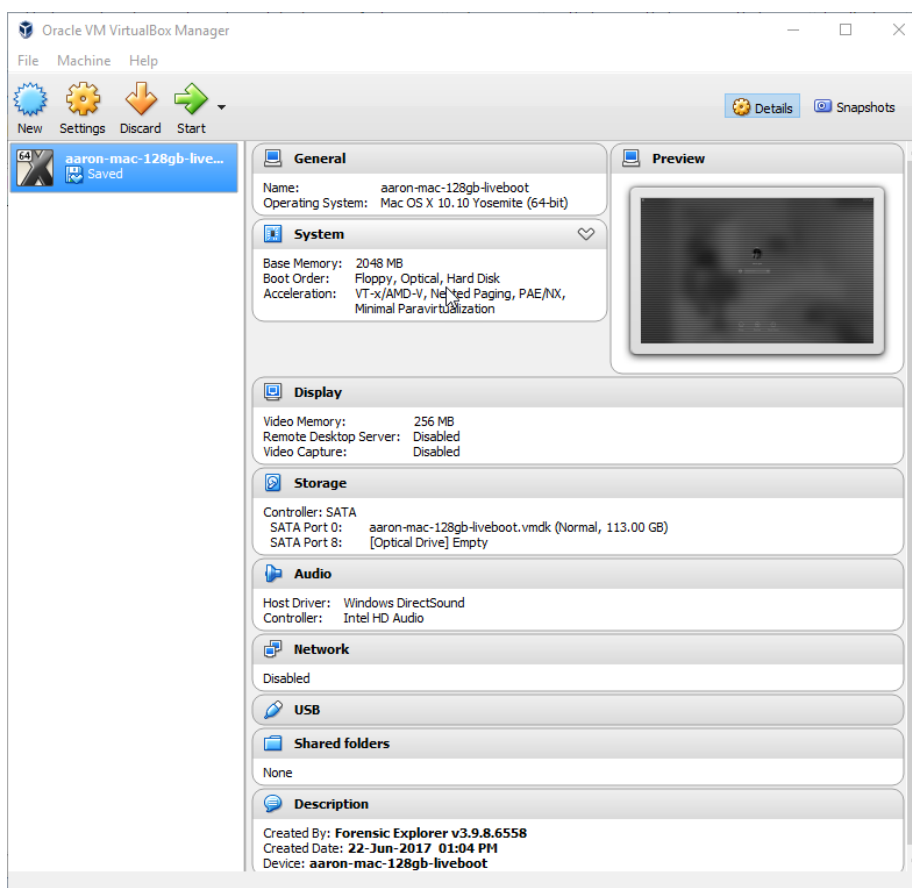 Oracle VM VirtualBox Manager
File Machine Help
New Settings Discard Start
Details Snapshots
64
aaron-mac-128gb-live...
Saved
General
Name: aaron-mac-128gb-liveboot
Operating System: Mac OS X 10.10 Yosemite (64-bit)
Preview
System
Base Memory: 2048 MB
Boot Order: Floppy, Optical, Hard Disk
Acceleration: VT-x/AMD-V, Nested Paging, PAE/NX,
Minimal Paravirtualization
Display
Video Memory: 256 MB
Remote Desktop Server: Disabled
Video Capture: Disabled
Storage
Controller: SATA
SATA Port 0: aaron-mac-128gb-liveboot.vmdk (Normal, 113.00 GB)
SATA Port 8: [Optical Drive] Empty
Audio
Host Driver: Windows DirectSound
Controller: Intel HD Audio
Network
Disabled
USB
Shared folders
None
Description
Created By: Forensic Explorer v3.9.8.6558
Created Date: 22-Jun-2017 01:04 PM
Device: aaron-mac-128gb-liveboot